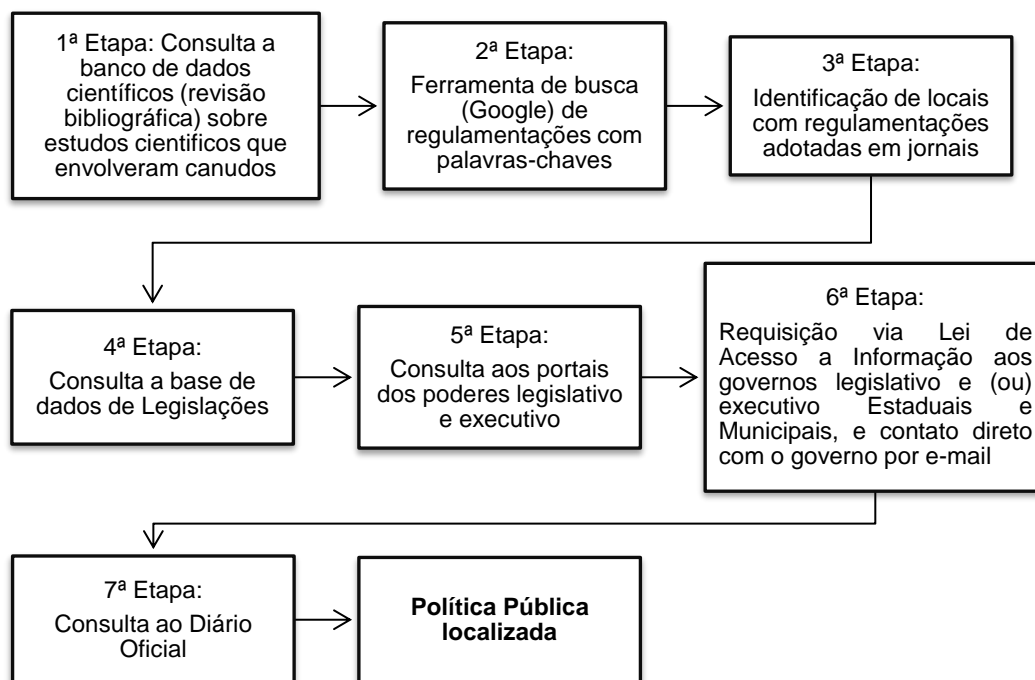 1ª Etapa: Consulta a
banco de dados
científicos (revisão
bibliográfica) sobre
estudos cientificos que
envolveram canudos
2ª Etapa:
Ferramenta de busca
(Google) de
regulamentações com
palavras-chaves
3ª Etapa:
Identificação de locais
com regulamentações
adotadas em jornais
4ª Etapa:
Consulta a base de
dados de Legislações
5ª Etapa:
Consulta aos portais
dos poderes legislativo
e executivo
6ª Etapa:
Requisição via Lei de
Acesso a Informação aos
governos legislativo e (ou)
executivo Estaduais e
Municipais, e contato direto
com o governo por e-mail
7ª Etapa:
Consulta ao Diário
Oficial
Política Pública
localizada